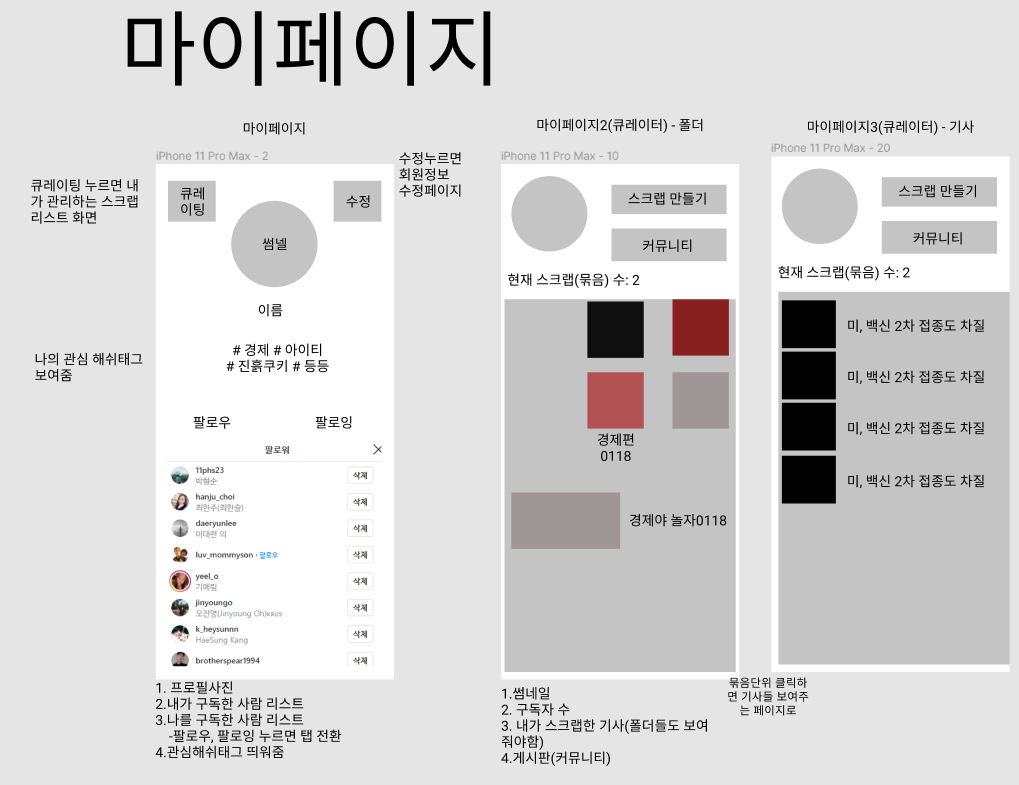 마이페이지
마이페이지
iPhone 11 Pro Max - 2
큐레이팅 누르면 내
가 관리하는 스크랩
리스트 화면
큐레
이팅
수정
수정누르면
회원정보
수정페이지
썸넬
이름
나의 관심 해쉬태그
보여줌
# 경제 # 아이티
# 진흙쿠키 # 등등
팔로우
팔로잉
팔로워
11phs23
박형순
삭제
hanju_choi
최한주(최한슬)
삭제
daeryunlee
이대련 의
삭제
luv_mommyson · 팔로우
삭제
yeel_o
기예림
삭제
jinyoungo
오진영(Jinyoung Oh)KRUS
삭제
k_heysunnn
HaeSung Kang
삭제
brotherspear1994
삭제
1. 프로필사진
2.내가 구독한 사람 리스트
3.나를 구독한 사람 리스트
-팔로우, 팔로잉 누르면 탭 전환
4.관심해쉬태그 띄워줌
마이페이지2(큐레이터) - 폴더
iPhone 11 Pro Max - 10
스크랩 만들기
커뮤니티
현재 스크랩(묶음) 수: 2
경제편
0118
경제야 놀자0118
1.썸네일
2. 구독자 수
3. 내가 스크랩한 기사(폴더들도 보여
줘야함)
4.게시판(커뮤니티)
마이페이지3(큐레이터) - 기사
iPhone 11 Pro Max - 20
스크랩 만들기
커뮤니티
현재 스크랩(묶음) 수: 2
미, 백신 2차 접종도 차질
미, 백신 2차 접종도 차질
미, 백신 2차 접종도 차질
미, 백신 2차 접종도 차질
묶음단위 클릭하
면 기사들 보여주
는 페이지로